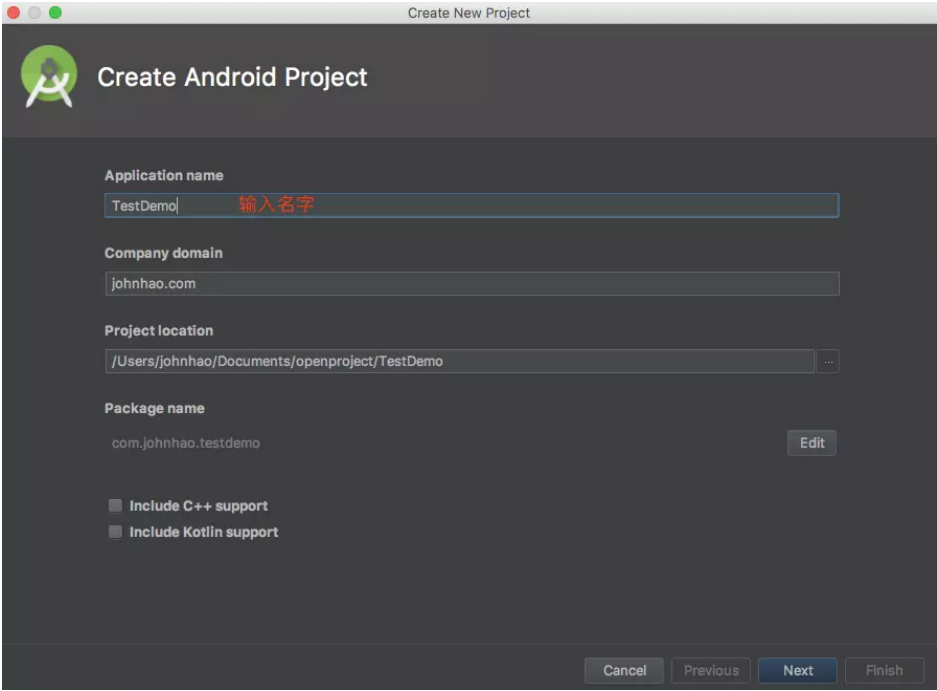 Create New Project
Create Android Project
Application name
TestDemo 输入名字
Company domain
johnhao.com
Project location
/Users/johnhao/Documents/openproject/TestDemo
...
Package name
com.johnhao.testdemo
Edit
Include C++ support
Include Kotlin support
Cancel Previous Next Finish